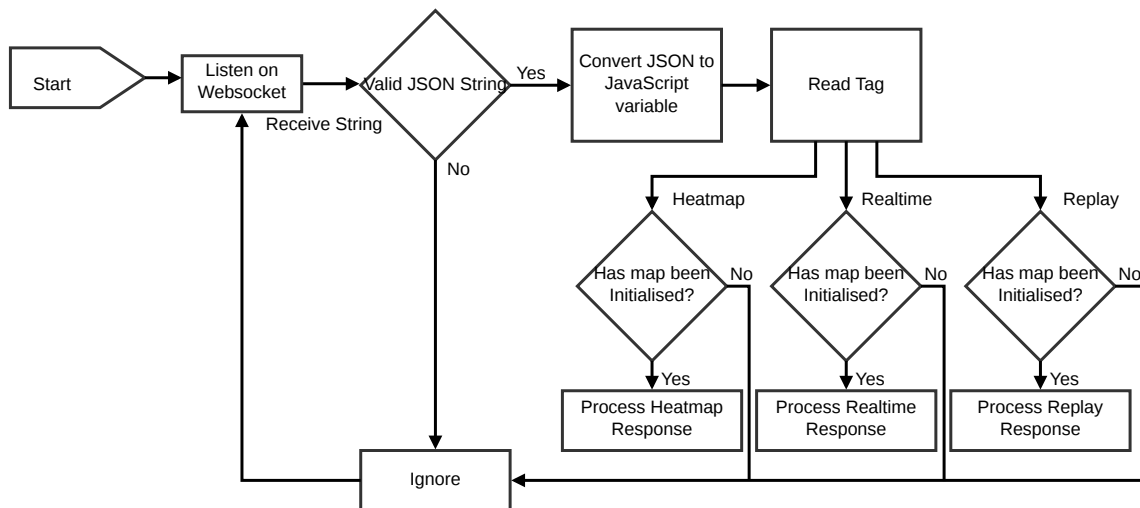 Start
Listen on
Websocket
Receive String
Valid JSON String
Yes
No
Convert JSON to
JavaScript
variable
Read Tag
Heatmap
Realtime
Replay
Has map been
Initialised?
No
Has map been
Initialised?
No
Has map been
Initialised?
No
Yes
Yes
Yes
Process Heatmap
Response
Process Realtime
Response
Process Replay
Response
Ignore